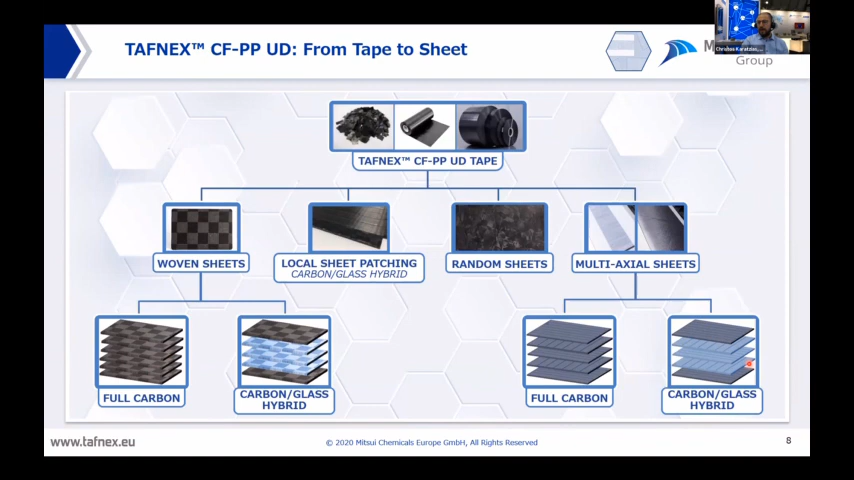 TAFNEX™ CF-PP UD: From Tape to Sheet
Group
TAFNEX™ CF-PP UD TAPE
WOVEN SHEETS
LOCAL SHEET PATCHING
CARBON/GLASS HYBRID
RANDOM SHEETS
MULTI-AXIAL SHEETS
FULL CARBON
CARBON/GLASS
HYBRID
FULL CARBON
CARBON/GLASS
HYBRID
www.tafnex.eu
© 2020 Mitsui Chemicals Europe GmbH, All Rights Reserved
8